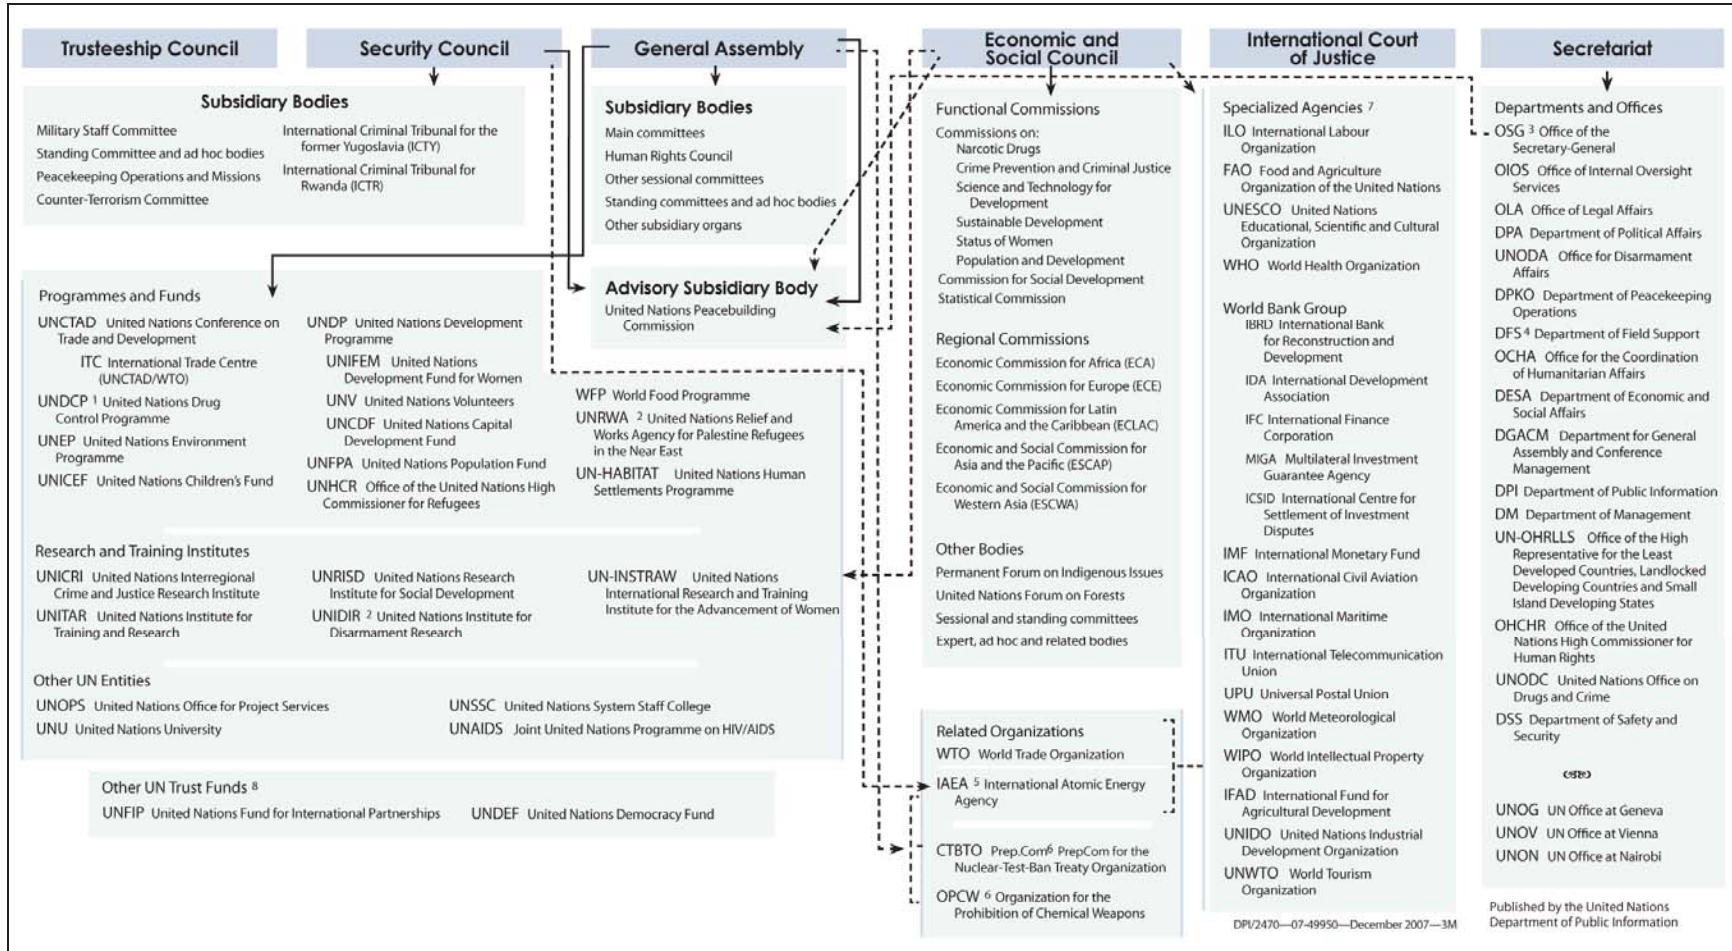 Trusteeship Council
Security Council
General Assembly
Economic and
Social Council
International Court
of Justice
Secretariat
Subsidiary Bodies
Military Staff Committee
Standing Committee and ad hoc bodies
Peacekeeping Operations and Missions
Counter-Terrorism Committee
International Criminal Tribunal for the
former Yugoslavia (ICTY)
International Criminal Tribunal for
Rwanda (ICTR)
Subsidiary Bodies
Main committees
Human Rights Council
Other sessional committees
Standing committees and ad hoc bodies
Other subsidiary organs
Advisory Subsidiary Body
United Nations Peacebuilding
Commission
Programmes and Funds
UNCTAD United Nations Conference on
Trade and Development
ITC International Trade Centre
(UNCTAD/WTO)
UNDCP 1 United Nations Drug
Control Programme
UNEP United Nations Environment
Programme
UNICEF United Nations Children's Fund
UNDP United Nations Development
Programme
UNIFEM United Nations
Development Fund for Women
UNV United Nations Volunteers
UNCDF United Nations Capital
Development Fund
UNFPA United Nations Population Fund
UNHCR Office of the United Nations High
Commissioner for Refugees
WFP World Food Programme
UNRWA 2 United Nations Relief and
Works Agency for Palestine Refugees
in the Near East
UN-HABITAT United Nations Human
Settlements Programme
Research and Training Institutes
UNICRI United Nations Interregional
Crime and Justice Research Institute
UNITAR United Nations Institute for
Training and Research
UNRISD United Nations Research
Institute for Social Development
UNIDIR 2 United Nations Institute for
Disarmament Research
UN-INSTRAW United Nations
International Research and Training
Institute for the Advancement of Women
Other UN Entities
UNOPS United Nations Office for Project Services
UNU United Nations University
UNSSC United Nations System Staff College
UNAIDS Joint United Nations Programme on HIV/AIDS
Other UN Trust Funds 8
UNFIP United Nations Fund for International Partnerships
UNDEF United Nations Democracy Fund
Functional Commissions
Commissions on:
Narcotic Drugs
Crime Prevention and Criminal Justice
Science and Technology for
Development
Sustainable Development
Status of Women
Population and Development
Commission for Social Development
Statistical Commission
Regional Commissions
Economic Commission for Africa (ECA)
Economic Commission for Europe (ECE)
Economic Commission for Latin
America and the Caribbean (ECLAC)
Economic and Social Commission for
Asia and the Pacific (ESCAP)
Economic and Social Commission for
Western Asia (ESCWA)
Other Bodies
Permanent Forum on Indigenous Issues
United Nations Forum on Forests
Sessional and standing committees
Expert, ad hoc and related bodies
Related Organizations
WTO World Trade Organization
IAEA 5 International Atomic Energy
Agency
CTBTO Prep.Com6 PrepCom for the
Nuclear-Test-Ban Treaty Organization
OPCW 6 Organization for the
Prohibition of Chemical Weapons
Specialized Agencies 7
ILO International Labour
Organization
FAO Food and Agriculture
Organization of the United Nations
UNESCO United Nations
Educational, Scientific and Cultural
Organization
WHO World Health Organization
World Bank Group
IBRD International Bank
for Reconstruction and
Development
IDA International Development
Association
IFC International Finance
Corporation
MIGA Multilateral Investment
Guarantee Agency
ICSID International Centre for
Settlement of Investment
Disputes
IMF International Monetary Fund
ICAO International Civil Aviation
Organization
IMO International Maritime
Organization
ITU International Telecommunication
Union
UPU Universal Postal Union
WMO World Meteorological
Organization
WIPO World Intellectual Property
Organization
IFAD International Fund for
Agricultural Development
UNIDO United Nations Industrial
Development Organization
UNWTO World Tourism
Organization
DPI/2470—07-49950—December 2007—3M
Departments and Offices
OSG 3 Office of the
Secretary-General
OIOS Office of Internal Oversight
Services
OLA Office of Legal Affairs
DPA Department of Political Affairs
UNODA Office for Disarmament
Affairs
DPKO Department of Peacekeeping
Operations
DFS 4 Department of Field Support
OCHA Office for the Coordination
of Humanitarian Affairs
DESA Department of Economic and
Social Affairs
DGACM Department for General
Assembly and Conference
Management
DPI Department of Public Information
DM Department of Management
UN-OHRLLS Office of the High
Representative for the Least
Developed Countries, Landlocked
Developing Countries and Small
Island Developing States
OHCHR Office of the United
Nations High Commissioner for
Human Rights
UNODC United Nations Office on
Drugs and Crime
DSS Department of Safety and
Security
UNOG UN Office at Geneva
UNOV UN Office at Vienna
UNON UN Office at Nairobi
Published by the United Nations
Department of Public Information